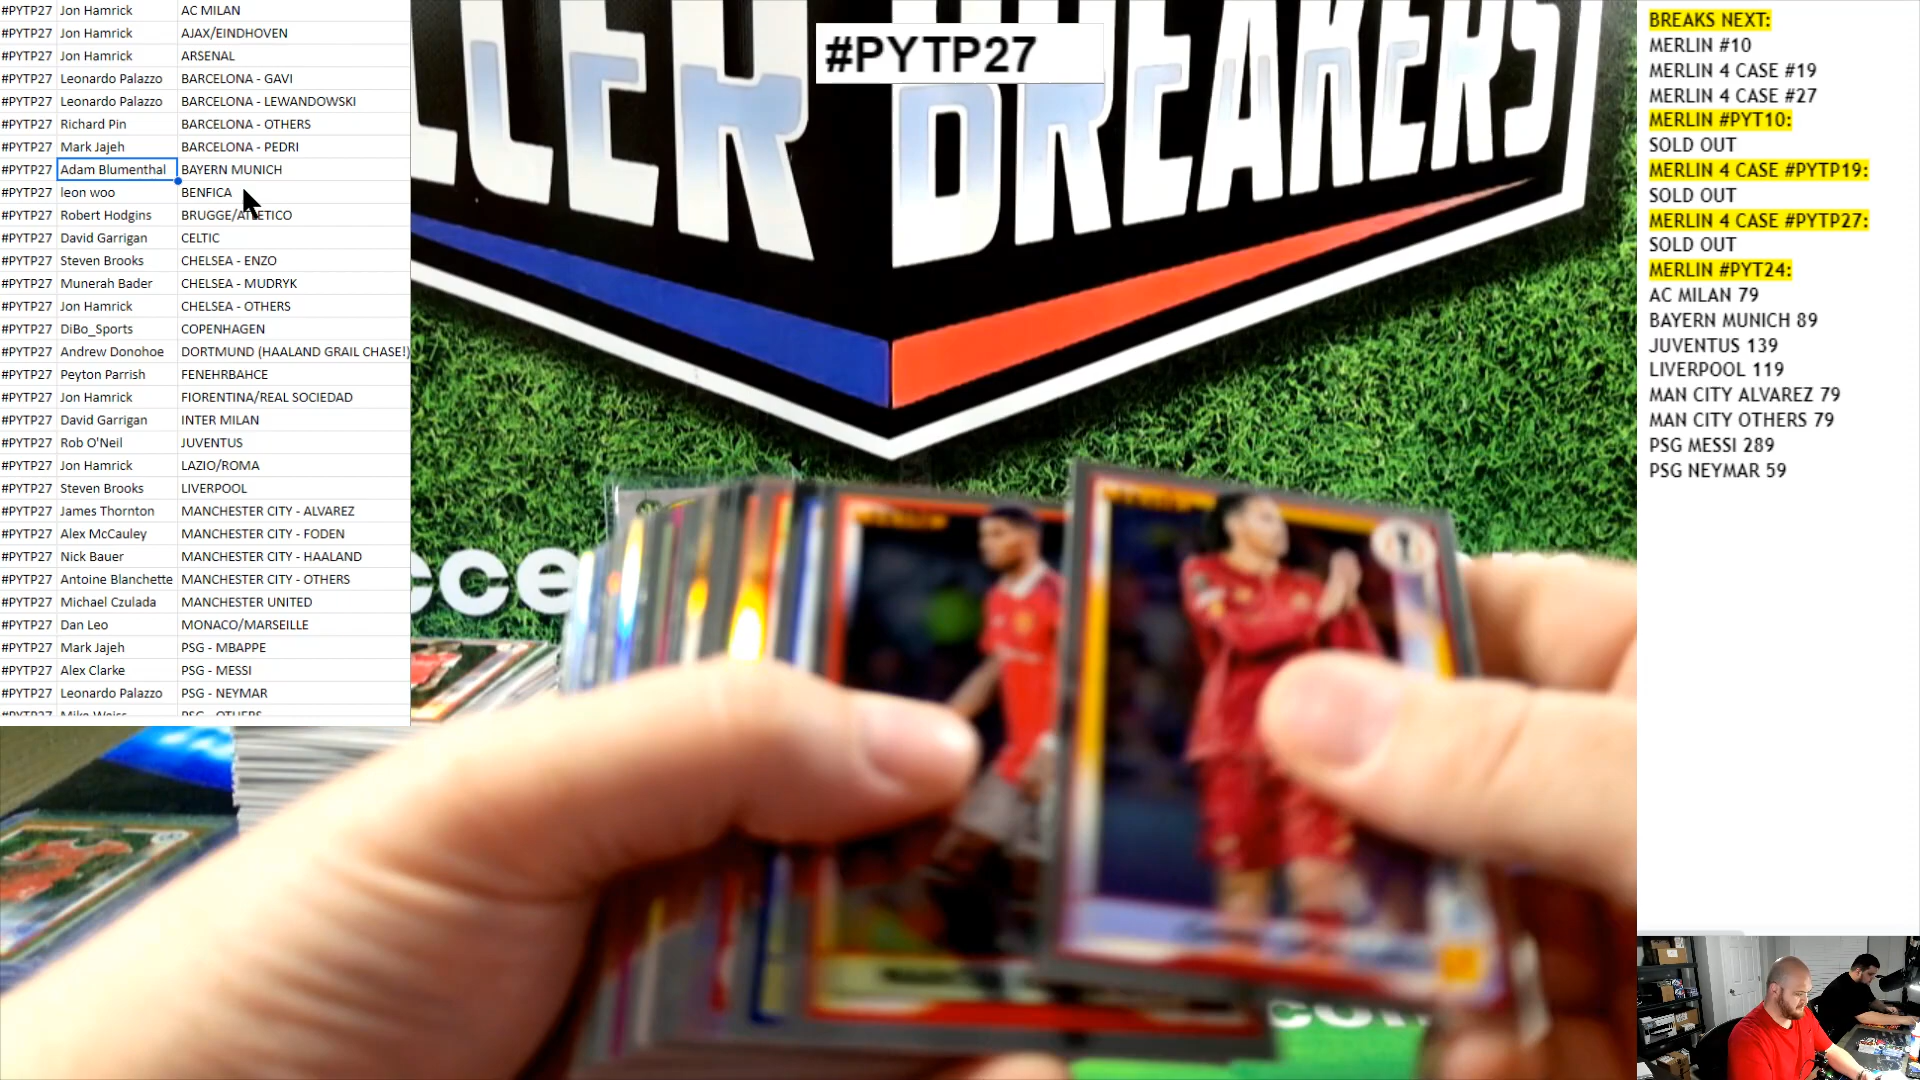 #PYTP27 Jon Hamrick AC MILAN
#PYTP27 Jon Hamrick AJAX/EINDHOVEN
#PYTP27 Jon Hamrick ARSENAL
#PYTP27 Leonardo Palazzo BARCELONA - GAVI
#PYTP27 Leonardo Palazzo BARCELONA - LEWANDOWSKI
#PYTP27 Richard Pin BARCELONA - OTHERS
#PYTP27 Mark Jajeh BARCELONA - PEDRI
#PYTP27 Adam Blumenthal BAYERN MUNICH
#PYTP27 leon woo BENFICA
#PYTP27 Robert Hodgins BRUGGE/ATLETICO
#PYTP27 David Garrigan CELTIC
#PYTP27 Steven Brooks CHELSEA - ENZO
#PYTP27 Munerah Bader CHELSEA - MUDRYK
#PYTP27 Jon Hamrick CHELSEA - OTHERS
#PYTP27 DiBo_Sports COPENHAGEN
#PYTP27 Andrew Donohoe DORTMUND (HAALAND GRAIL CHASE!)
#PYTP27 Peyton Parrish FENEHRBAHCE
#PYTP27 Jon Hamrick FIORENTINA/REAL SOCIEDAD
#PYTP27 David Garrigan INTER MILAN
#PYTP27 Rob O'Neil JUVENTUS
#PYTP27 Jon Hamrick LAZIO/ROMA
#PYTP27 Steven Brooks LIVERPOOL
#PYTP27 James Thornton MANCHESTER CITY - ALVAREZ
#PYTP27 Alex McCauley MANCHESTER CITY - FODEN
#PYTP27 Nick Bauer MANCHESTER CITY - HAALAND
#PYTP27 Antoine Blanchette MANCHESTER CITY - OTHERS
#PYTP27 Michael Czulada MANCHESTER UNITED
#PYTP27 Dan Leo MONACO/MARSEILLE
#PYTP27 Mark Jajeh PSG - MBAPPE
#PYTP27 Alex Clarke PSG - MESSI
#PYTP27 Leonardo Palazzo PSG - NEYMAR
#PYTP27 Mike Weiss PSG - OTHERS
#PYTP27
CCER BREAKERS
cce
com
BREAKS NEXT:
MERLIN #10
MERLIN 4 CASE #19
MERLIN 4 CASE #27
MERLIN #PYT10:
SOLD OUT
MERLIN 4 CASE #PYTP19:
SOLD OUT
MERLIN 4 CASE #PYTP27:
SOLD OUT
MERLIN #PYT24:
AC MILAN 79
BAYERN MUNICH 89
JUVENTUS 139
LIVERPOOL 119
MAN CITY ALVAREZ 79
MAN CITY OTHERS 79
PSG MESSI 289
PSG NEYMAR 59